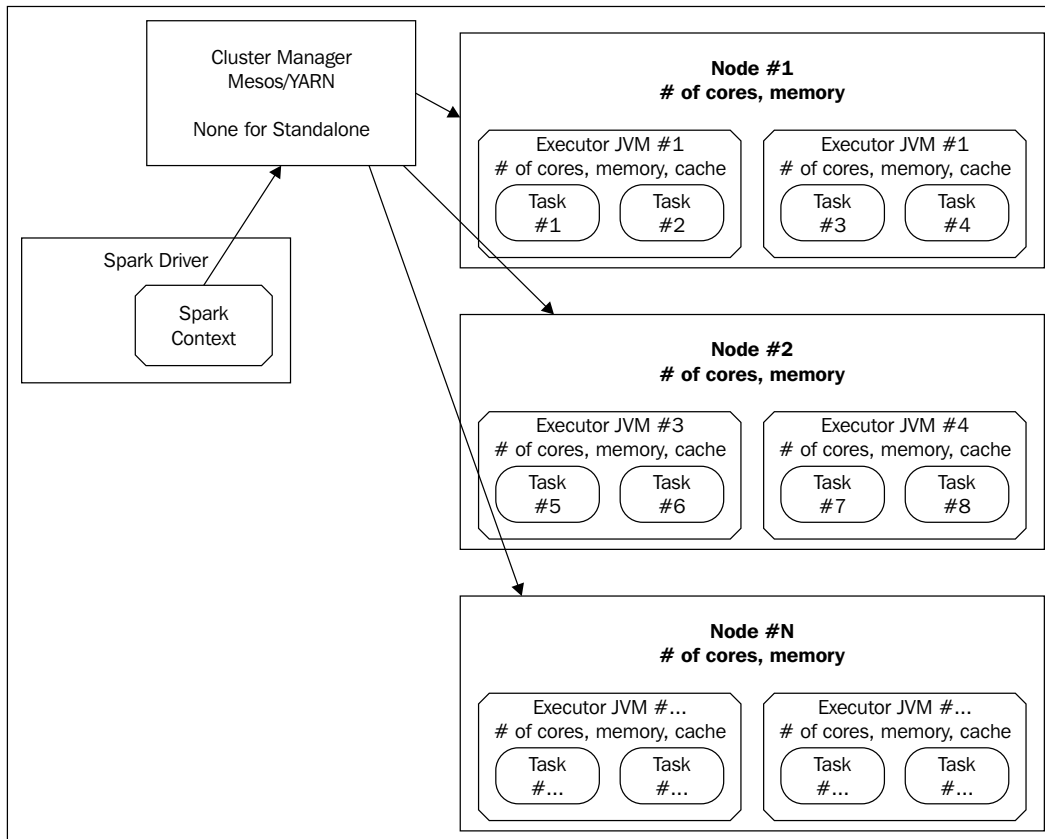 Cluster Manager
Mesos/YARN
None for Standalone
Spark Driver
Spark
Context
Node #1
# of cores, memory
Executor JVM #1
# of cores, memory, cache
Task
#1
Task
#2
Executor JVM #1
# of cores, memory, cache
Task
#3
Task
#4
Node #2
# of cores, memory
Executor JVM #3
# of cores, memory, cache
Task
#5
Task
#6
Executor JVM #4
# of cores, memory, cache
Task
#7
Task
#8
Node #N
# of cores, memory
Executor JVM #...
# of cores, memory, cache
Task
#...
Task
#...
Executor JVM #...
# of cores, memory, cache
Task
#...
Task
#...